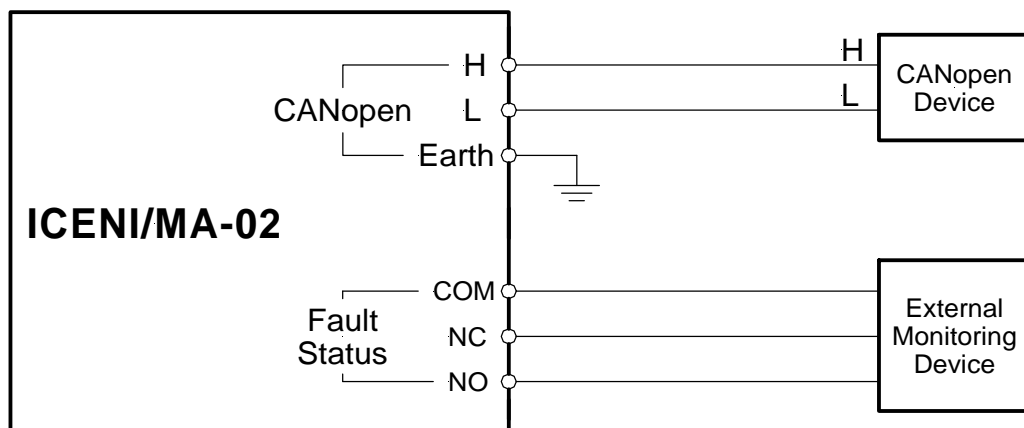 H
CANopen
L
Earth
ICENI/MA-02
COM
Fault
Status
NC
NO
H
L
CANopen
Device
External
Monitoring
Device